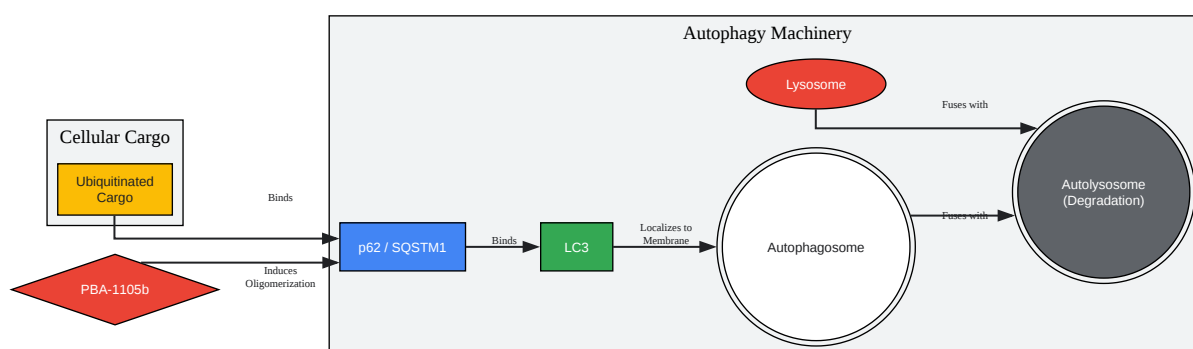 Autophagy Machinery
Lysosome
Fuses with
Cellular Cargo
Ubiquitinated
Cargo
Binds
Autolysosome
(Degradation)
Fuses with
p62 / SQSTM1
Binds
LC3
Localizes to
Membrane
Autophagosome
PBA-1105b
Induces
Oligomerization